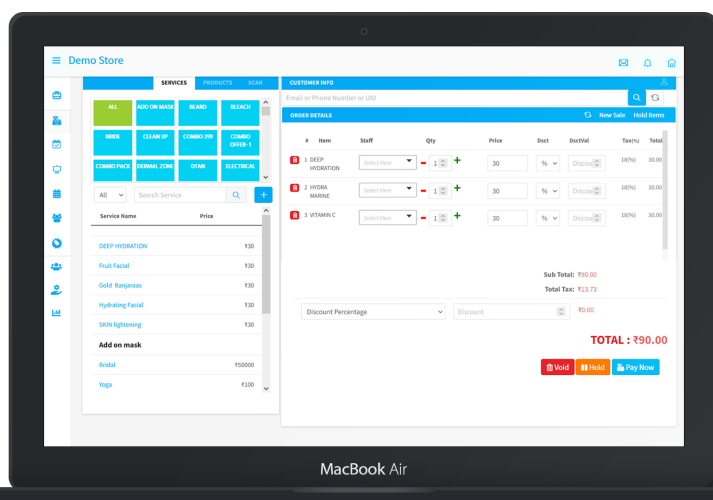 Demo Store
SERVICES PRODUCTS SCAN
ALL ADD ON MASK BEARD BLEACH
BRIDE CLEAN UP COMBO 299 COMBO OFFER-1
COMBO PACK DERMAL ZONE DTAN ELECTRICAL
All Search Service
Service Name Price
DEEP HYDRATION ₹30
Fruit Facial ₹30
Gold Banjaraas ₹30
Hydrating Facial ₹30
SKIN lightening ₹30
Add on mask
Bridal ₹50000
Yoga ₹100
CUSTOMER INFO
Email or Phone Number or UID
ORDER DETAILS New Sale Hold Items
# Item Staff Qty Price Dsct DsctVal Tax(%) Total
1 DEEP HYDRATION Select Here 1 30 % Discou 18(%) 30.00
2 HYDRA MARINE Select Here 1 30 % Discou 18(%) 30.00
3 VITAMIN C Select Here 1 30 % Discou 18(%) 30.00
Sub Total: ₹90.00
Total Tax: ₹13.73
Discount Percentage Discount ₹0.00
TOTAL : ₹90.00
Void Hold Pay Now
MacBook Air